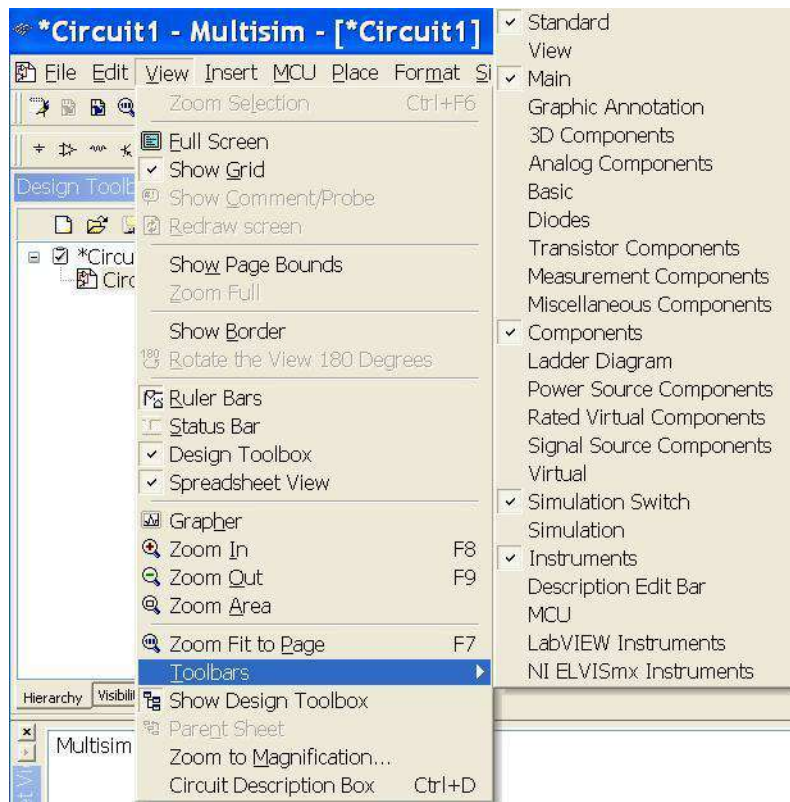 *Circuit1 - Multisim - [*Circuit1]
File Edit View Insert MCU Place Format Si
Design Toolb
*Circu
Circ
Hierarchy Visibili
Multisim
Zoom Selection Ctrl+F6
Full Screen
Show Grid
Show Comment/Probe
Redraw screen
Show Page Bounds
Zoom Full
Show Border
180 Rotate the View 180 Degrees
Ruler Bars
Status Bar
Design Toolbox
Spreadsheet View
Grapher
Zoom In F8
Zoom Out F9
Zoom Area
Zoom Fit to Page F7
Toolbars
Show Design Toolbox
Parent Sheet
Zoom to Magnification...
Circuit Description Box Ctrl+D
Standard
View
Main
Graphic Annotation
3D Components
Analog Components
Basic
Diodes
Transistor Components
Measurement Components
Miscellaneous Components
Components
Ladder Diagram
Power Source Components
Rated Virtual Components
Signal Source Components
Virtual
Simulation Switch
Simulation
Instruments
Description Edit Bar
MCU
LabVIEW Instruments
NI ELVISmx Instruments